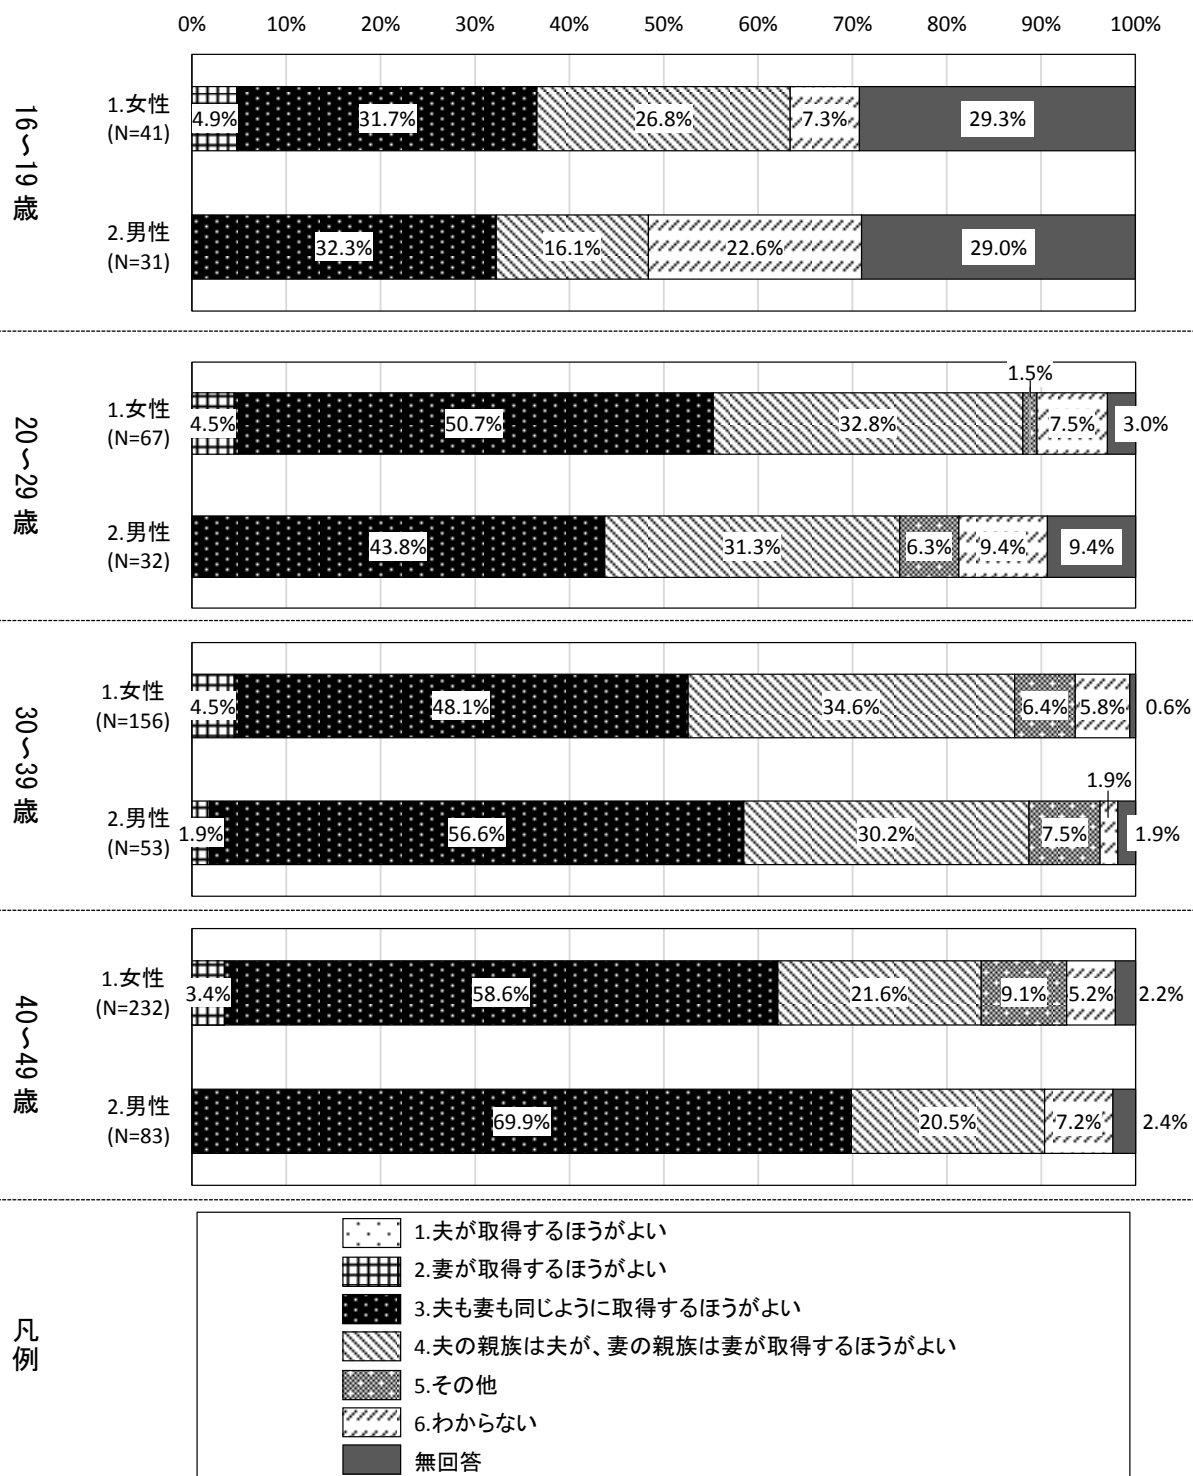 0% 10% 20% 30% 40% 50% 60% 70% 80% 90% 100%
16～19 歳
1.女性
(N=41)
4.9% 31.7% 26.8% 7.3% 29.3%
2.男性
(N=31)
32.3% 16.1% 22.6% 29.0%
20～29 歳
1.5%
1.女性
(N=67)
4.5% 50.7% 32.8% 7.5% 3.0%
2.男性
(N=32)
43.8% 31.3% 6.3% 9.4% 9.4%
30～39 歳
1.女性
(N=156)
4.5% 48.1% 34.6% 6.4% 5.8% 0.6%
1.9%
2.男性
(N=53)
1.9% 56.6% 30.2% 7.5% 1.9%
40～49 歳
1.女性
(N=232)
3.4% 58.6% 21.6% 9.1% 5.2% 2.2%
2.男性
(N=83)
69.9% 20.5% 7.2% 2.4%
凡例
1.夫が取得するほうがよい
2.妻が取得するほうがよい
3.夫も妻も同じように取得するほうがよい
4.夫の親族は夫が、妻の親族は妻が取得するほうがよい
5.その他
6.わからない
無回答